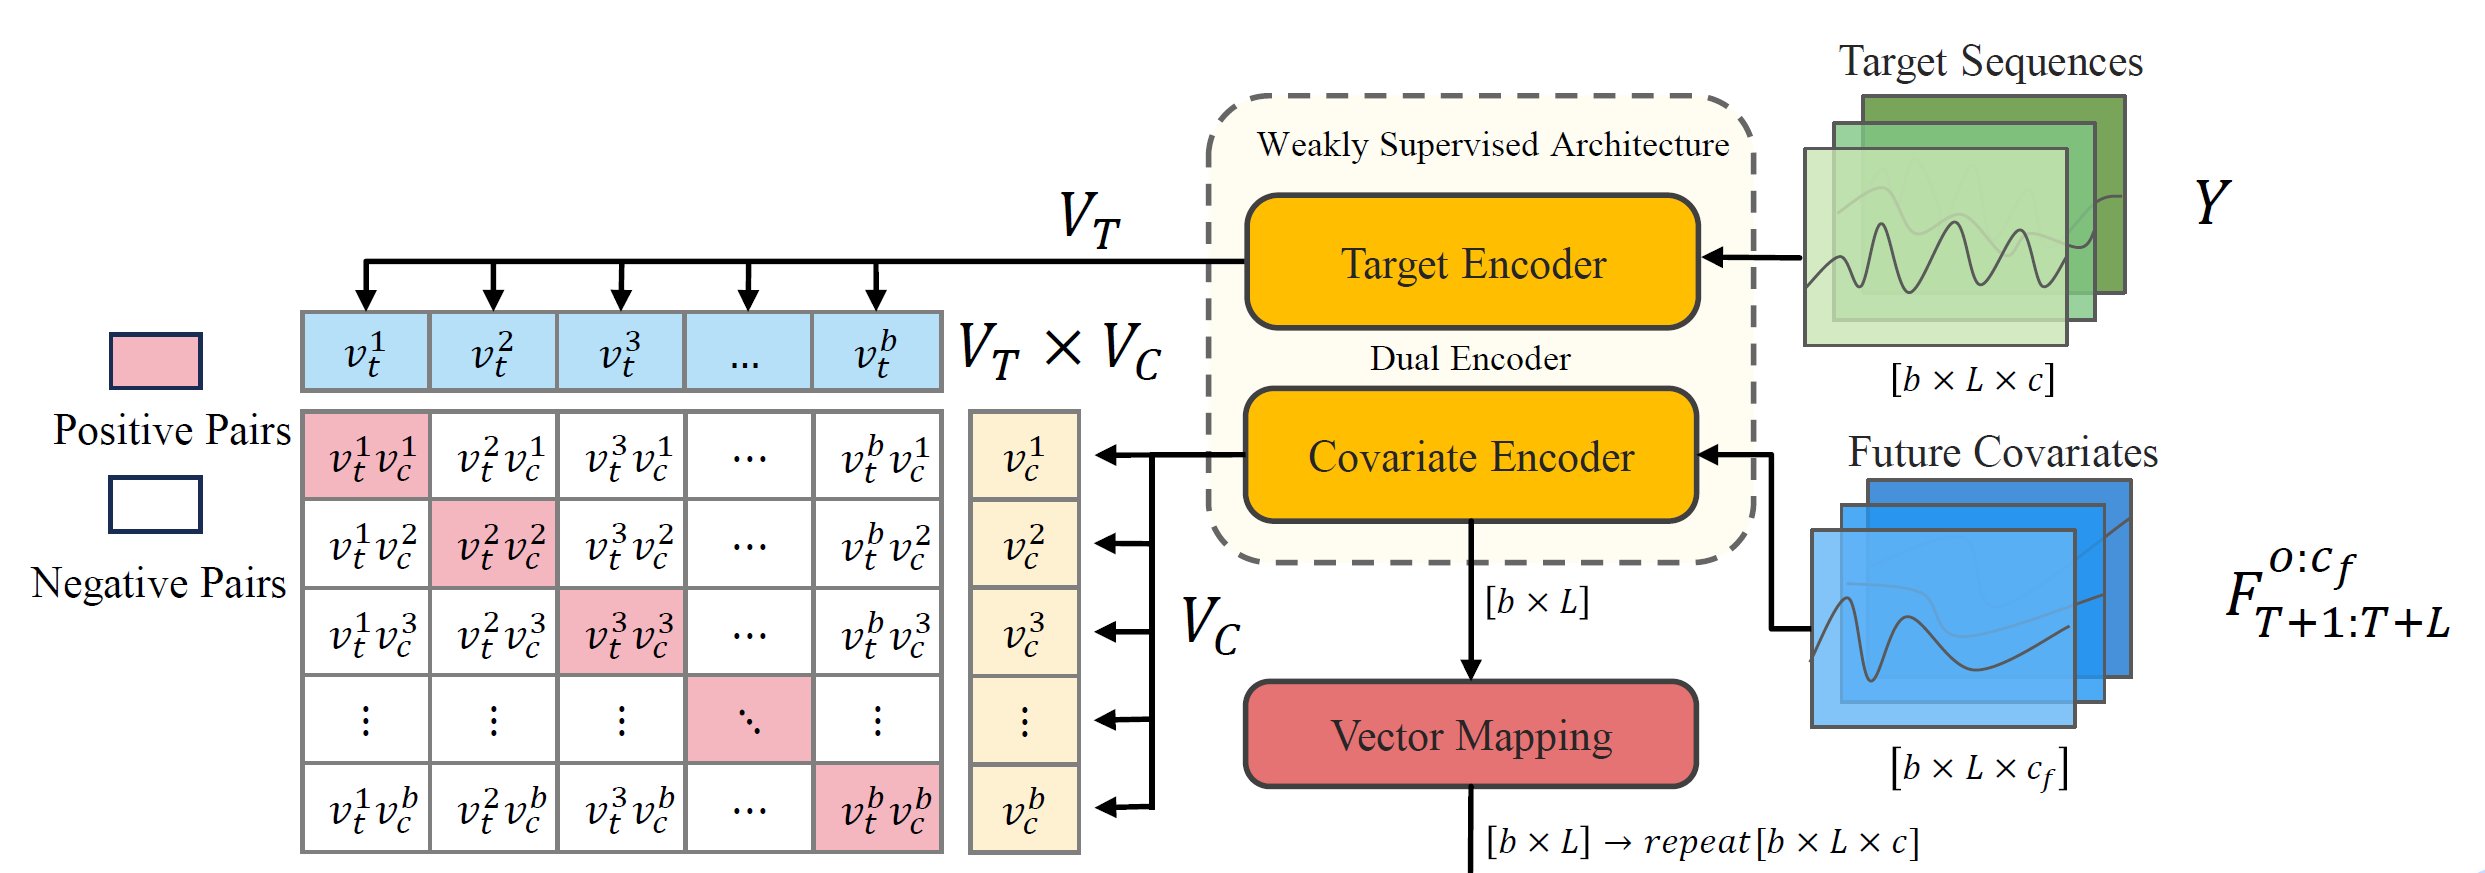 Target Sequences
Weakly Supervised Architecture
V_T
Y
Target Encoder
v_t^1 v_t^2 v_t^3 ... v_t^b
V_T × V_C
Dual Encoder
[b × L × c]
Positive Pairs
v_t^1 v_c^1 v_t^2 v_c^1 v_t^3 v_c^1 ⋯ v_t^b v_c^1
v_c^1
Covariate Encoder
Future Covariates
v_t^1 v_c^2 v_t^2 v_c^2 v_t^3 v_c^2 ⋯ v_t^b v_c^2
v_c^2
Negative Pairs
F_{T+1:T+L}^{o:c_f}
[b × L]
v_t^1 v_c^3 v_t^2 v_c^3 v_t^3 v_c^3 ⋯ v_t^b v_c^3
v_c^3
V_C
⋮ ⋮ ⋮ ⋱ ⋮
⋮
Vector Mapping
[b × L × c_f]
v_t^1 v_c^b v_t^2 v_c^b v_t^3 v_c^b ⋯ v_t^b v_c^b
v_c^b
[b × L] → repeat[b × L × c]